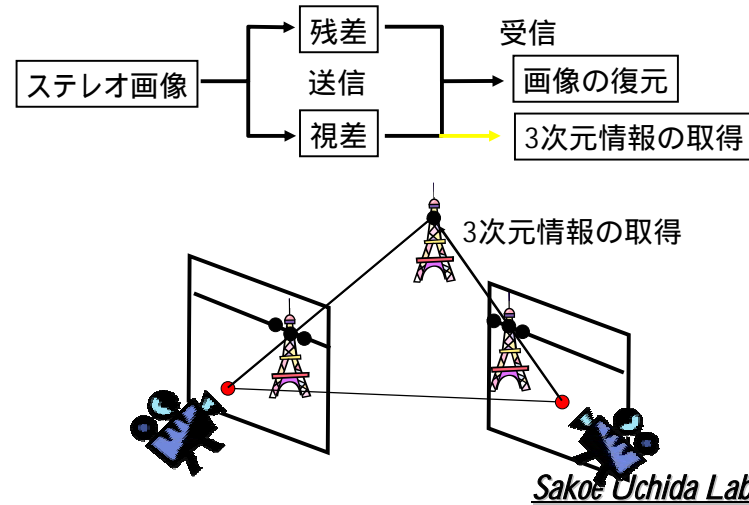 残差
受信
ステレオ画像
送信
画像の復元
視差
3次元情報の取得
3次元情報の取得
Sakoe Uchida Lab